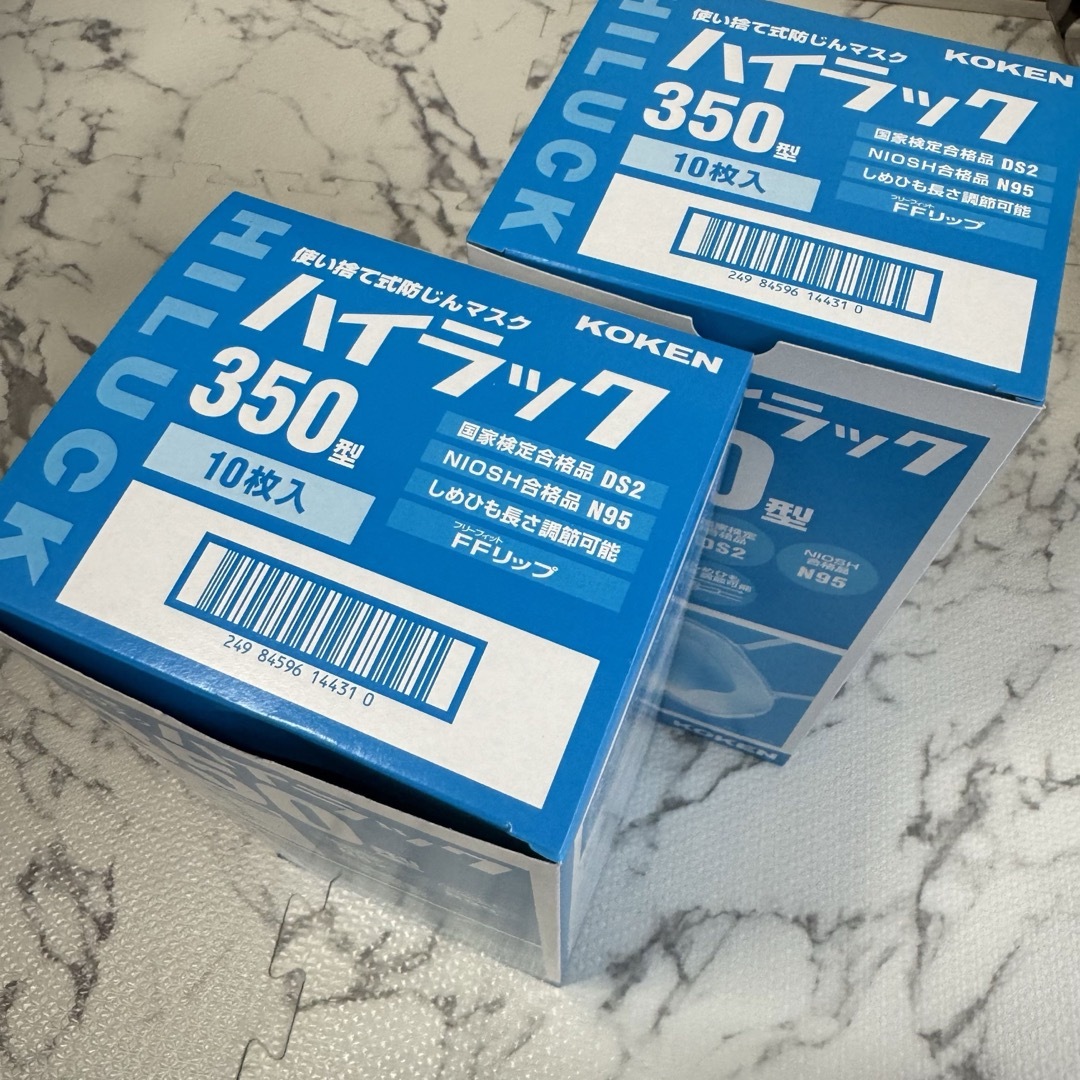 HILUCK
使い捨て式防じんマスク
KOKEN
ハイラック
350型
10枚入
国家検定合格品 DS2
NIOSH合格品 N95
しめひも長さ調節可能
フリーフィット
FFリップ
249 84596 14431 0
HILUCK
使い捨て式防じんマスク
KOKEN
ハイラック
350型
10枚入
国家検定合格品 DS2
NIOSH合格品 N95
しめひも長さ調節可能
フリーフィット
FFリップ
249 84596 14431 0
イラック
0型
DS2
NIOSH
合格品
N95
KOKEN